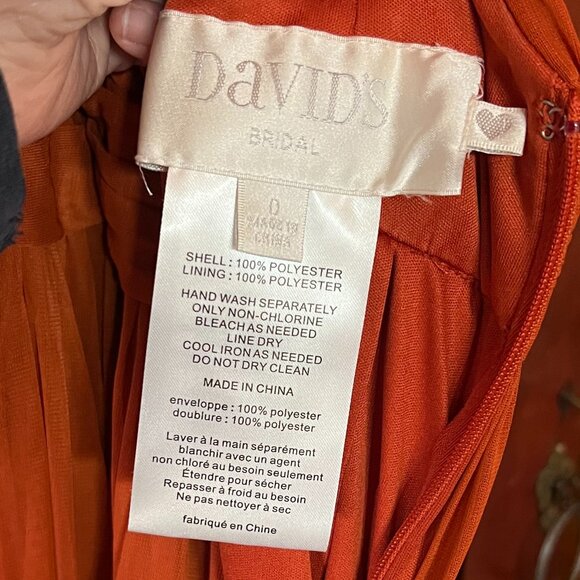 DaVID'S
BRIDAL
0
CHINA
SHELL : 100% POLYESTER
LINING : 100% POLYESTER
HAND WASH SEPARATELY
ONLY NON-CHLORINE
BLEACH AS NEEDED
LINE DRY
COOL IRON AS NEEDED
DO NOT DRY CLEAN
MADE IN CHINA
enveloppe : 100% polyester
doublure : 100% polyester
Laver à la main séparément
blanchir avec un agent
non chloré au besoin seulement
Étendre pour sécher
Repasser à froid au besoin
Ne pas nettoyer à sec
fabriqué en Chine